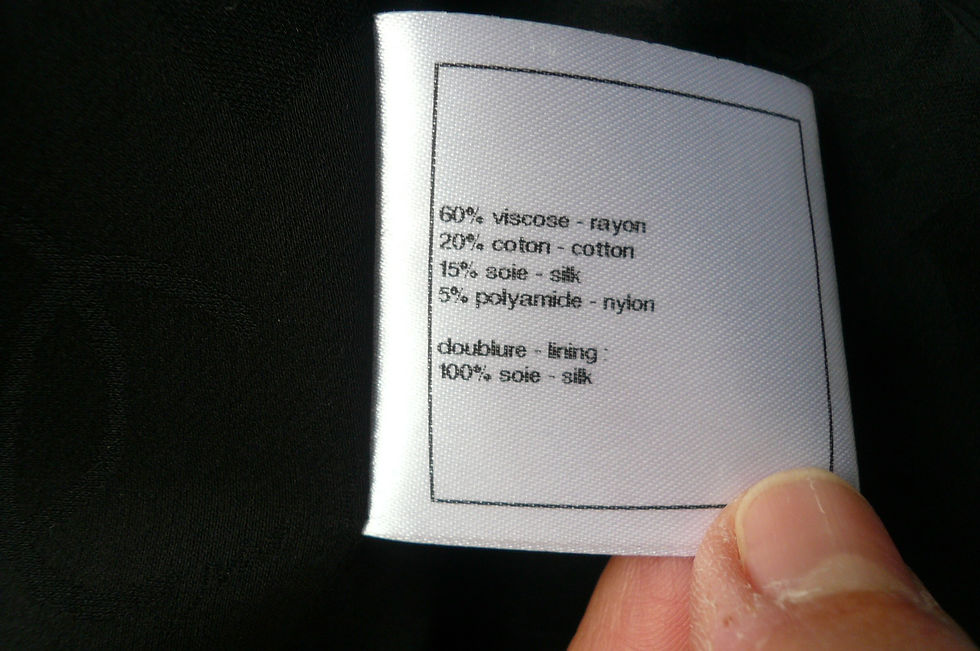 60% viscose - rayon
20% coton - cotton
15% soie - silk
5% polyamide - nylon
doublure - lining :
100% soie - silk